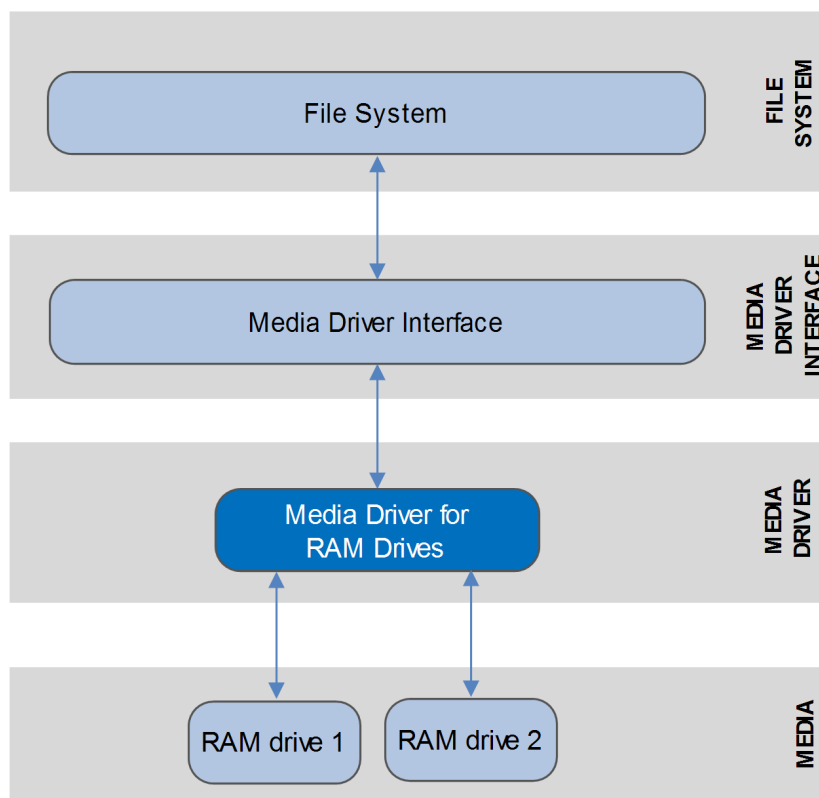 File System
FILE
SYSTEM
Media Driver Interface
MEDIA
DRIVER
INTERFACE
Media Driver for
RAM Drives
MEDIA
DRIVER
RAM drive 1
RAM drive 2
MEDIA